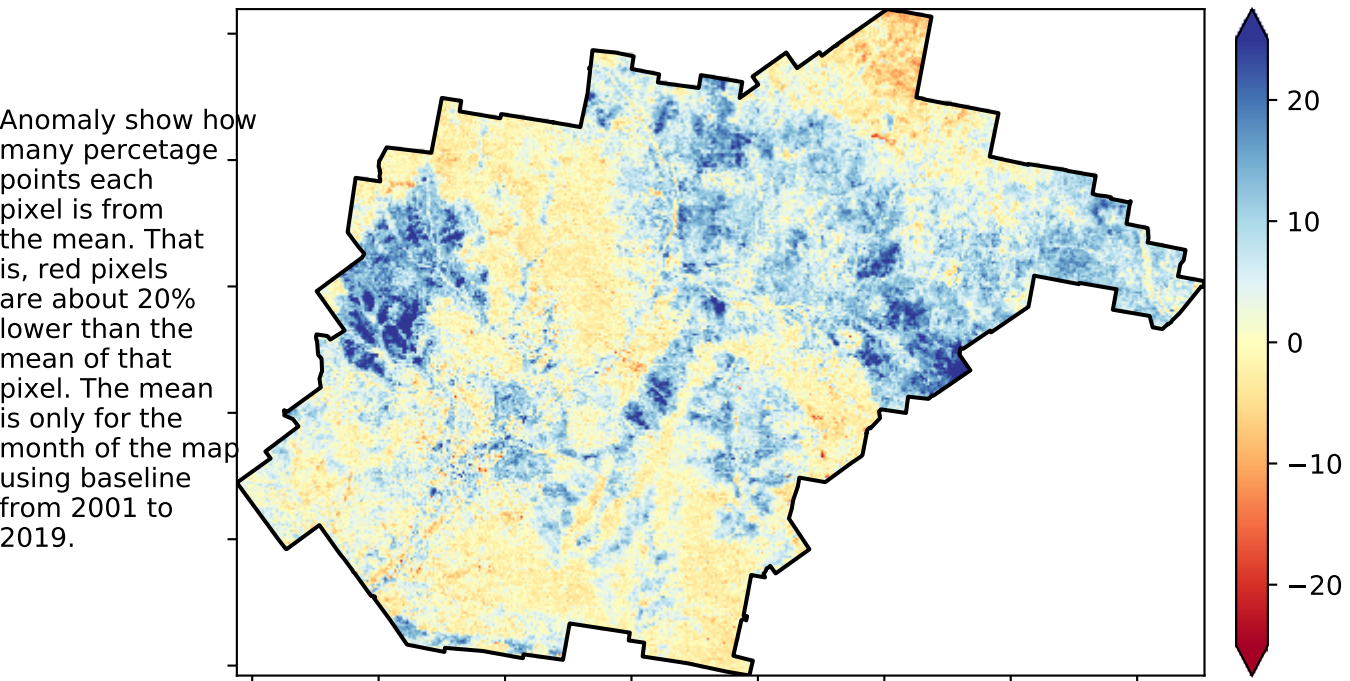 Anomaly show how
many percetage
points each
pixel is from
the mean. That
is, red pixels
are about 20%
lower than the
mean of that
pixel. The mean
is only for the
month of the map
using baseline
from 2001 to
2019.
20
10
0
−10
−20